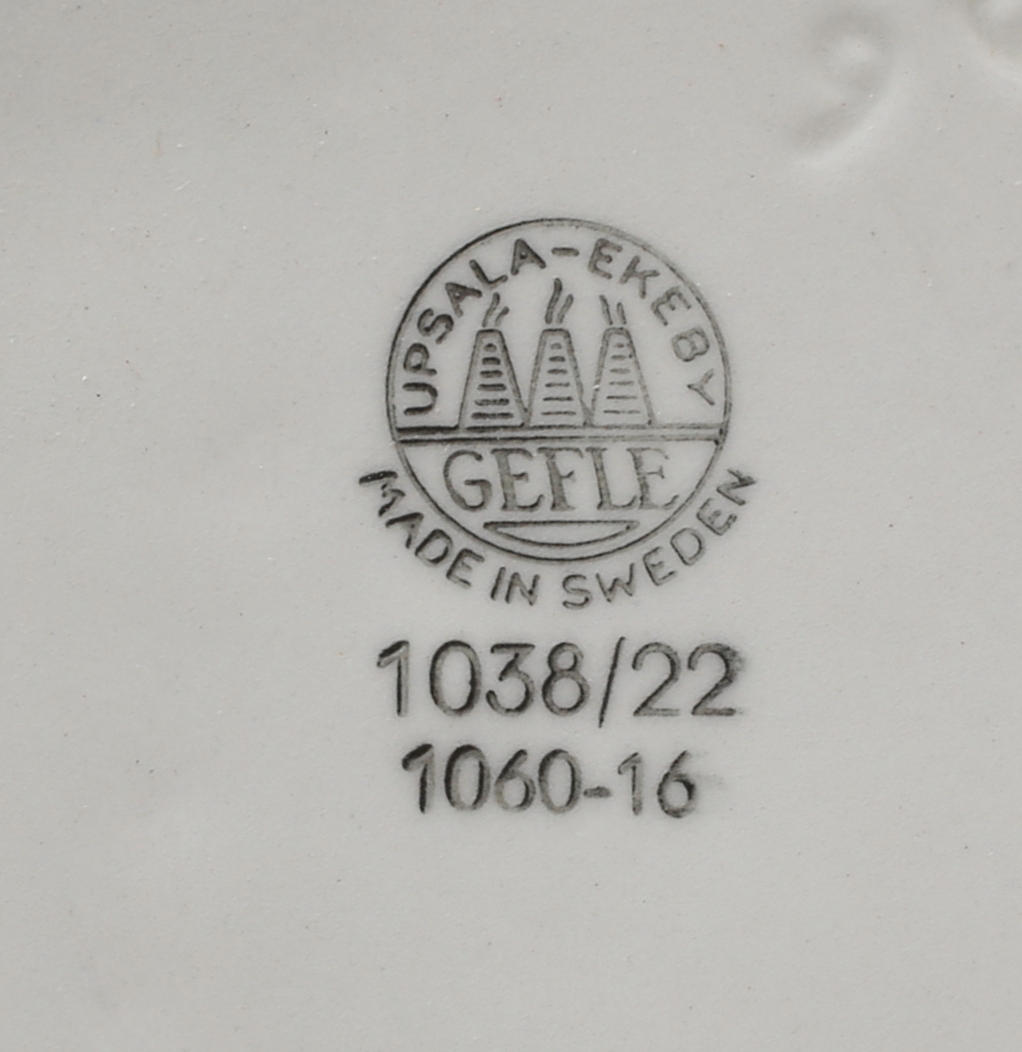 UPSALA-EKEBY
GEFLE
MADE IN SWEDEN
1038/22
1060-16